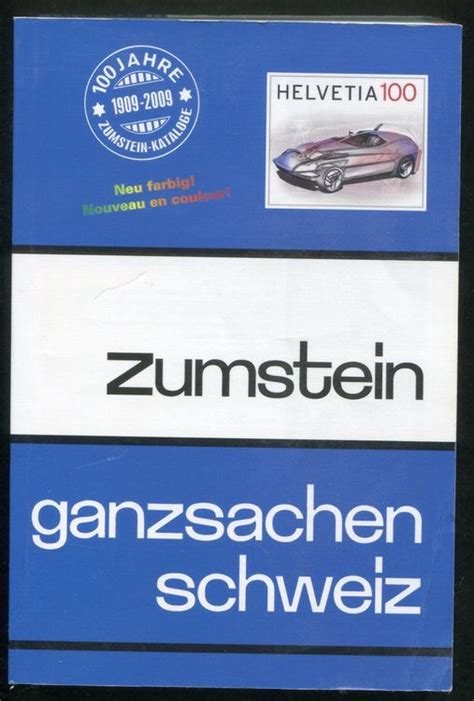 100 JAHRE
1909-2009
ZUMSTEIN-KATALOGE
HELVETIA 100
Neu farbig!
Nouveau en couleur!
zumstein
ganzsachen
schweiz